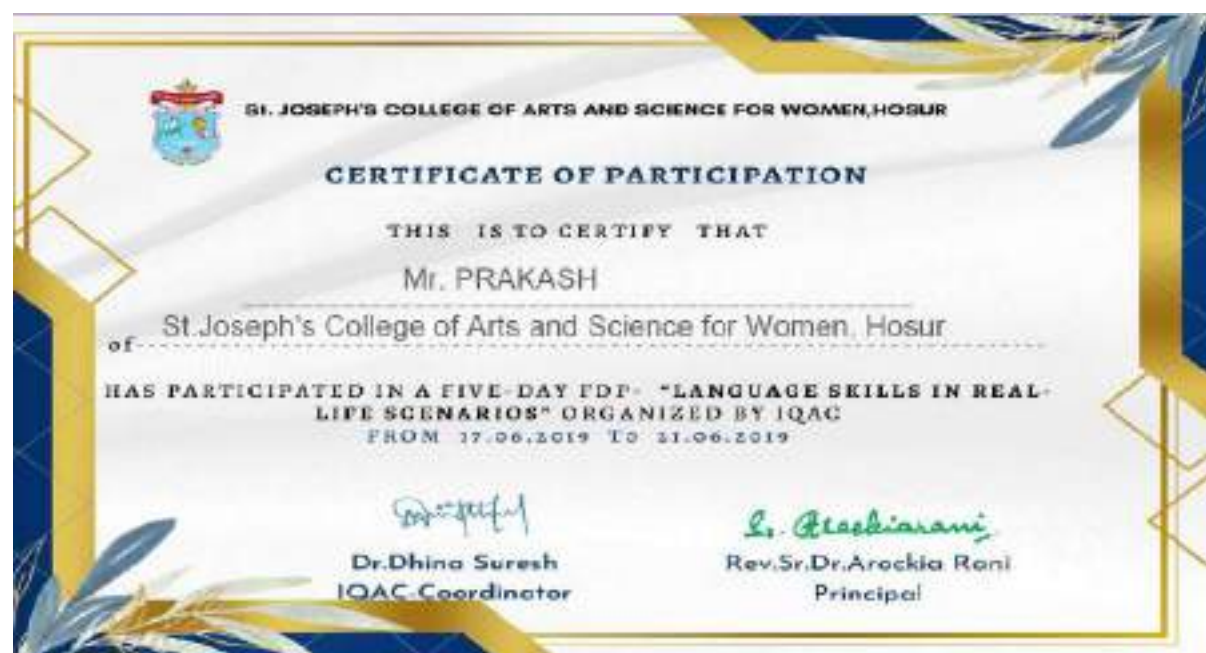 ST. JOSEPH'S COLLEGE OF ARTS AND SCIENCE FOR WOMEN,HOSUR
CERTIFICATE OF PARTICIPATION
THIS IS TO CERTIFY THAT
Mr. PRAKASH
of St.Joseph's College of Arts and Science for Women, Hosur
HAS PARTICIPATED IN A FIVE-DAY FDP- "LANGUAGE SKILLS IN REAL-
LIFE SCENARIOS" ORGANIZED BY IQAC
FROM 17.06.2019 TO 21.06.2019
Dr.Dhina Suresh
IQAC Coordinator
Rev.Sr.Dr.Arockia Rani
Principal